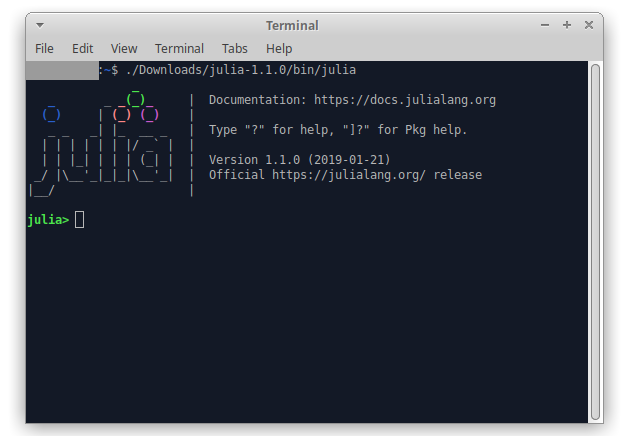 Terminal
File Edit View Terminal Tabs Help
:~$ ./Downloads/julia-1.1.0/bin/julia
               _
   _       _ _(_)_     |  Documentation: https://docs.julialang.org
  (_)     | (_) (_)    |
   _ _   _| |_  __ _   |  Type "?" for help, "]?" for Pkg help.
  | | | | | | |/ _` |  |
  | | |_| | | | (_| |  |  Version 1.1.0 (2019-01-21)
 _/ |\__'_|_|_|\__'_|  |  Official https://julialang.org/ release
|__/                   |
julia>